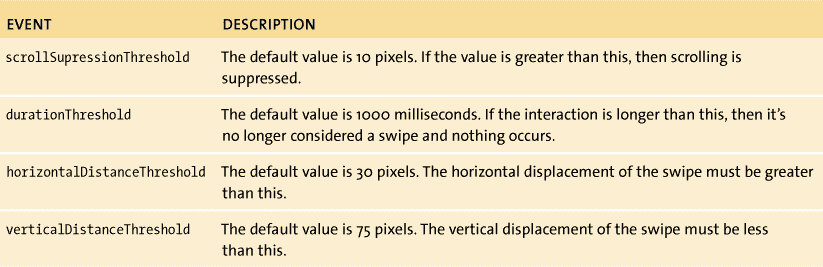 EVENT DESCRIPTION
scrollSupressionThreshold The default value is 10 pixels. If the value is greater than this, then scrolling is
suppressed.
durationThreshold The default value is 1000 milliseconds. If the interaction is longer than this, then it's
no longer considered a swipe and nothing occurs.
horizontalDistanceThreshold The default value is 30 pixels. The horizontal displacement of the swipe must be greater
than this.
verticalDistanceThreshold The default value is 75 pixels. The vertical displacement of the swipe must be less
than this.